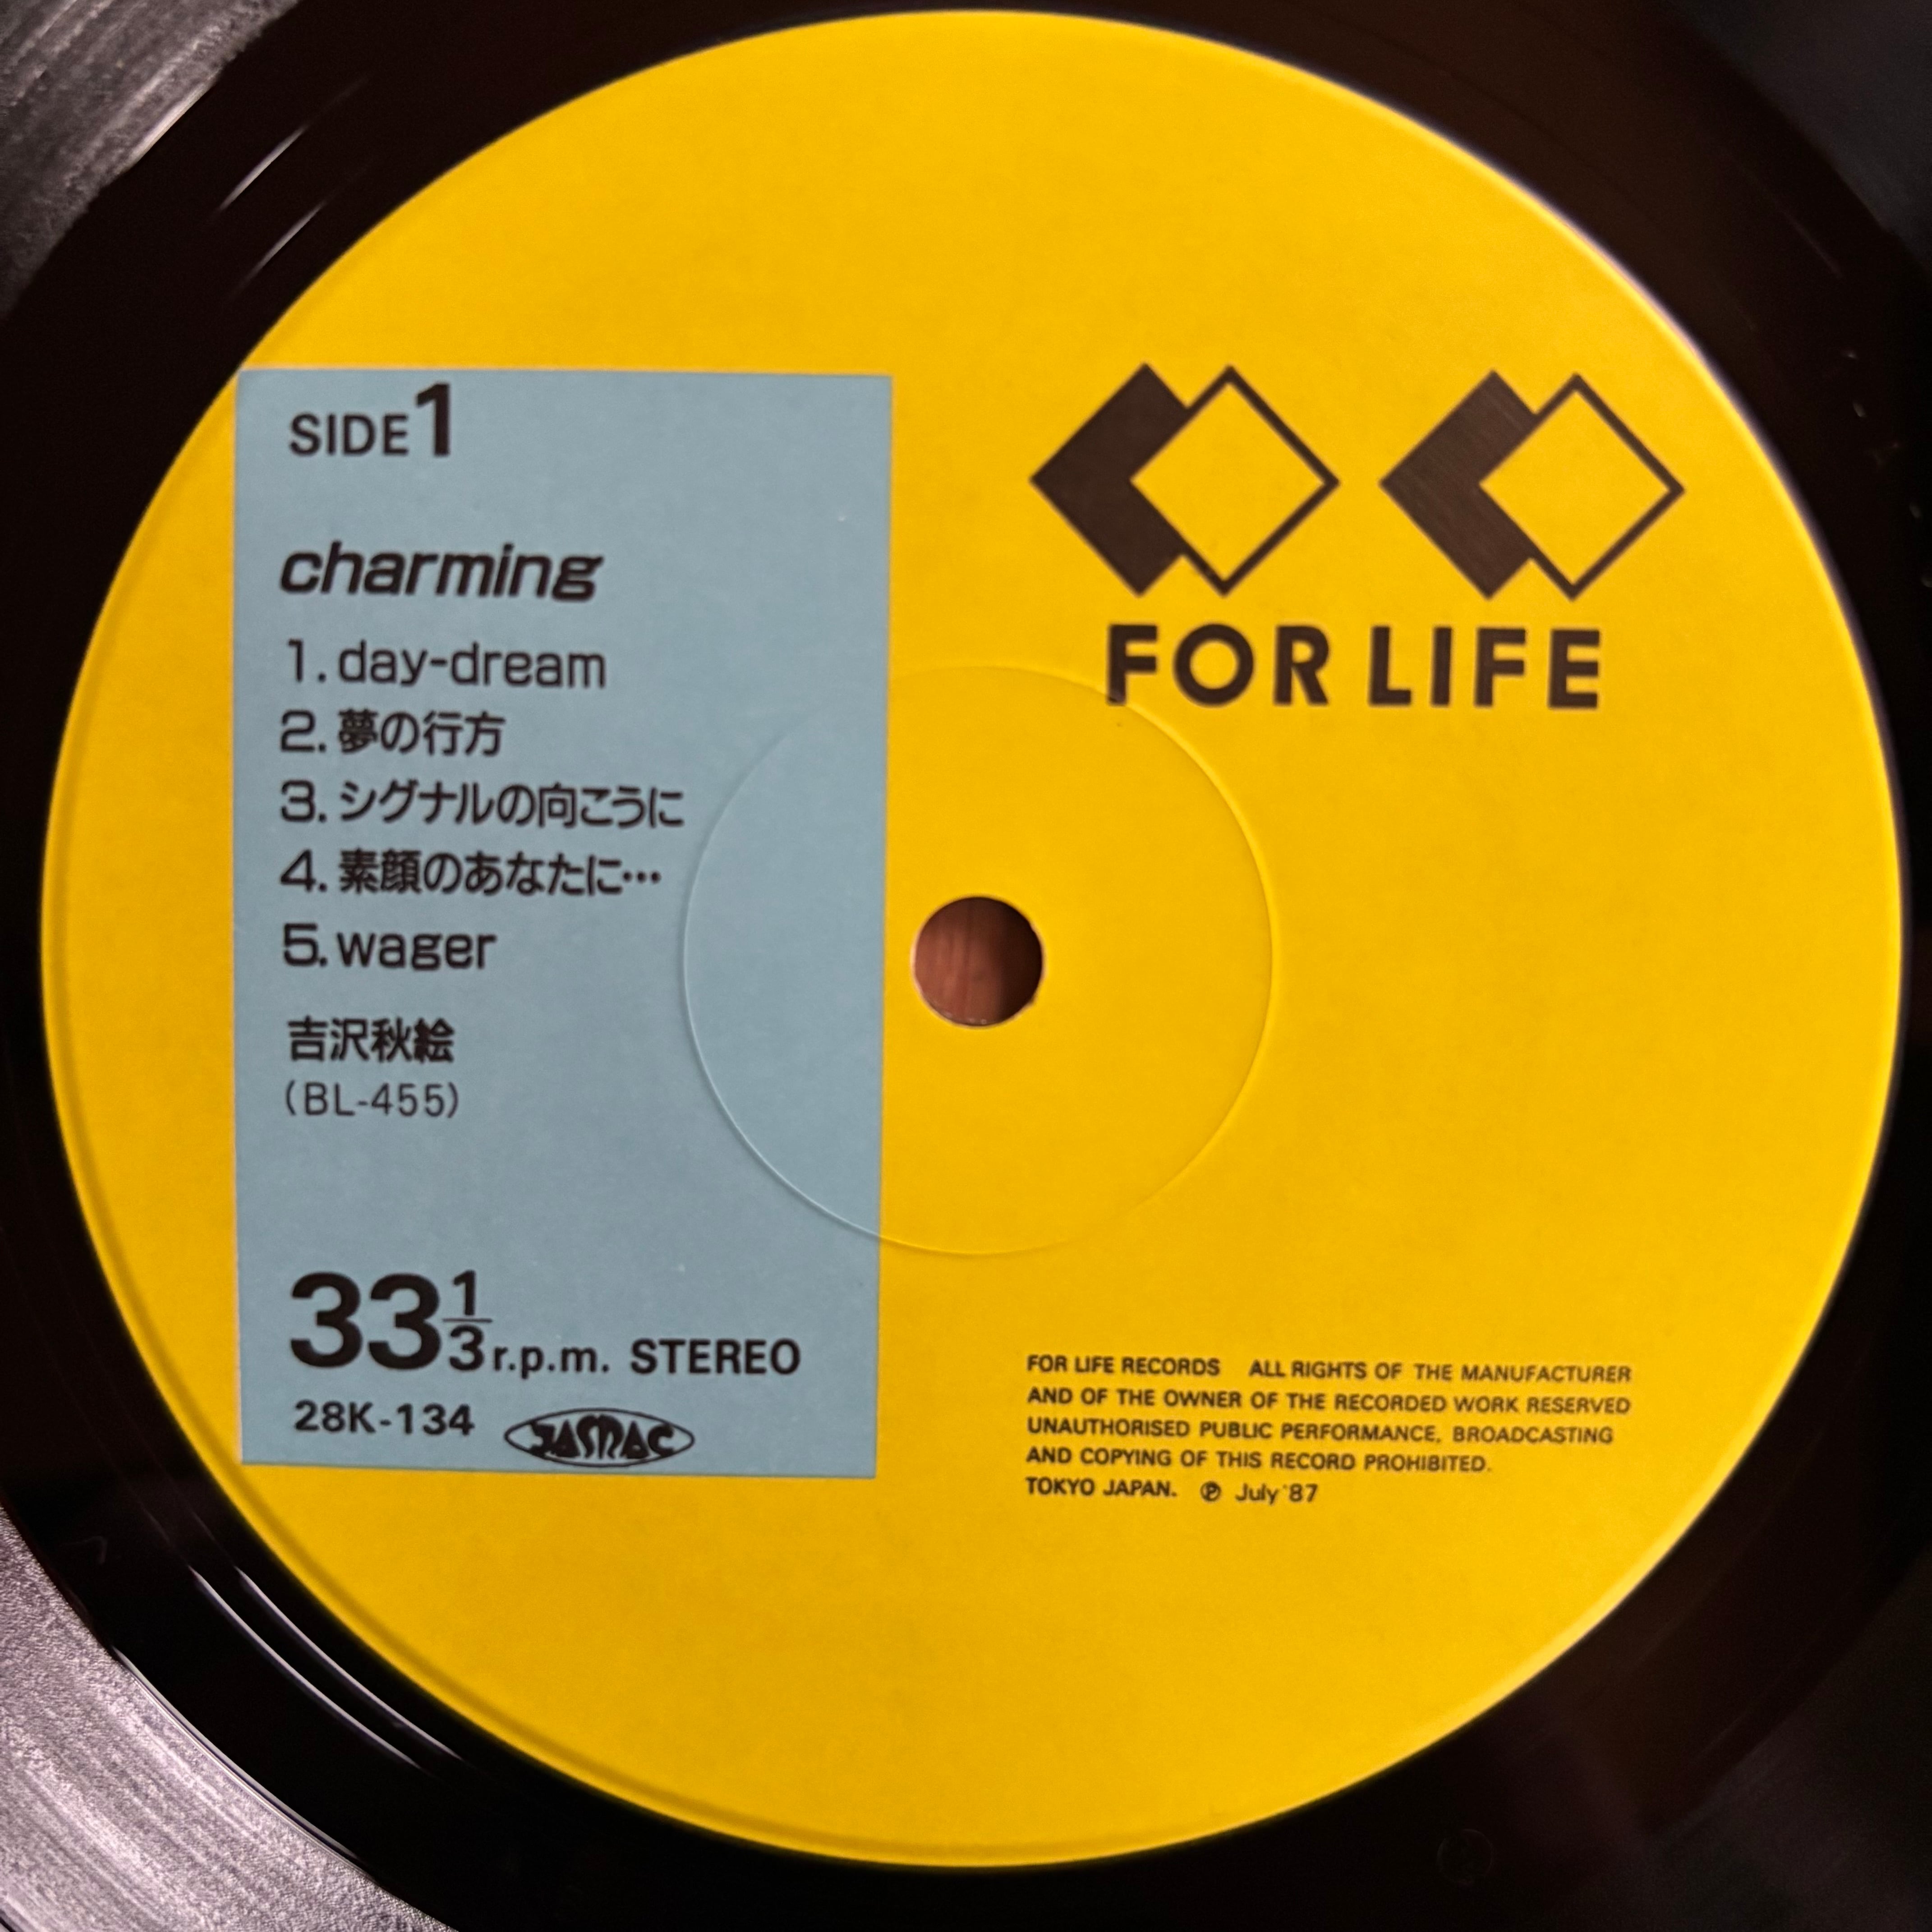 SIDE 1
charming
1. day-dream
2. 夢の行方
3. シグナルの向こうに
4. 素顔のあなたに…
5. wager
吉沢秋絵
(BL-455)
33 1/3 r.p.m. STEREO
28K-134 JASRAC
FOR LIFE
FOR LIFE RECORDS ALL RIGHTS OF THE MANUFACTURER
AND OF THE OWNER OF THE RECORDED WORK RESERVED
UNAUTHORISED PUBLIC PERFORMANCE, BROADCASTING
AND COPYING OF THIS RECORD PROHIBITED.
TOKYO JAPAN. ℗ July '87